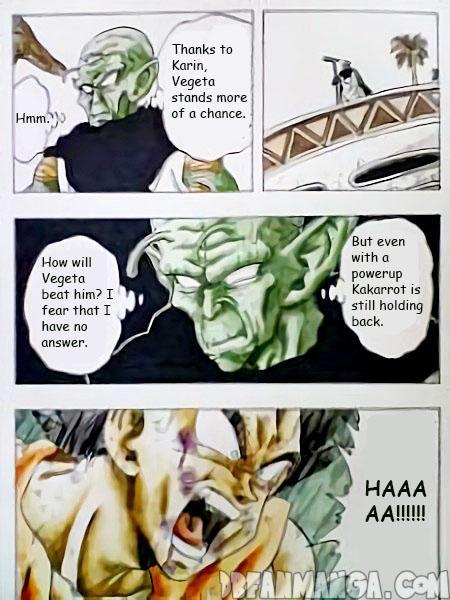 Hmm.
Thanks to
Karin,
Vegeta
stands more
of a chance.
How will
Vegeta
beat him? I
fear that I
have no
answer.
But even
with a
powerup
Kakarrot is
still holding
back.
HAAA
AA!!!!!!
DBFANMANGA.COM